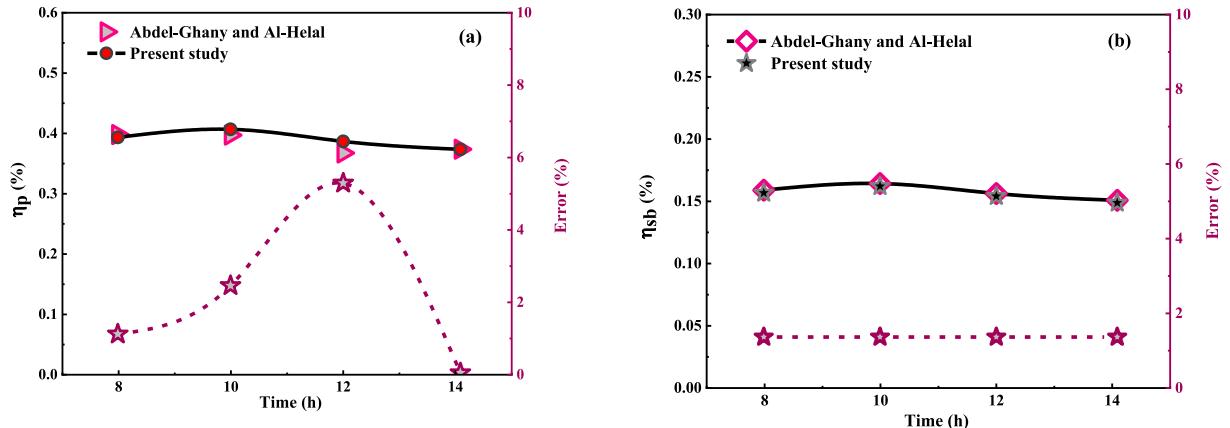 0.6
0.5
0.4
0.3
0.2
0.1
0.0
ηp (%)
Abdel-Ghany and Al-Helal
Present study
(a)
10
8
6
4
2
0
Error (%)
8
10
12
14
Time (h)
0.30
0.25
0.20
0.15
0.10
0.05
0.00
ηsb (%)
Abdel-Ghany and Al-Helal
Present study
(b)
10
8
6
4
2
0
Error (%)
8
10
12
14
Time (h)